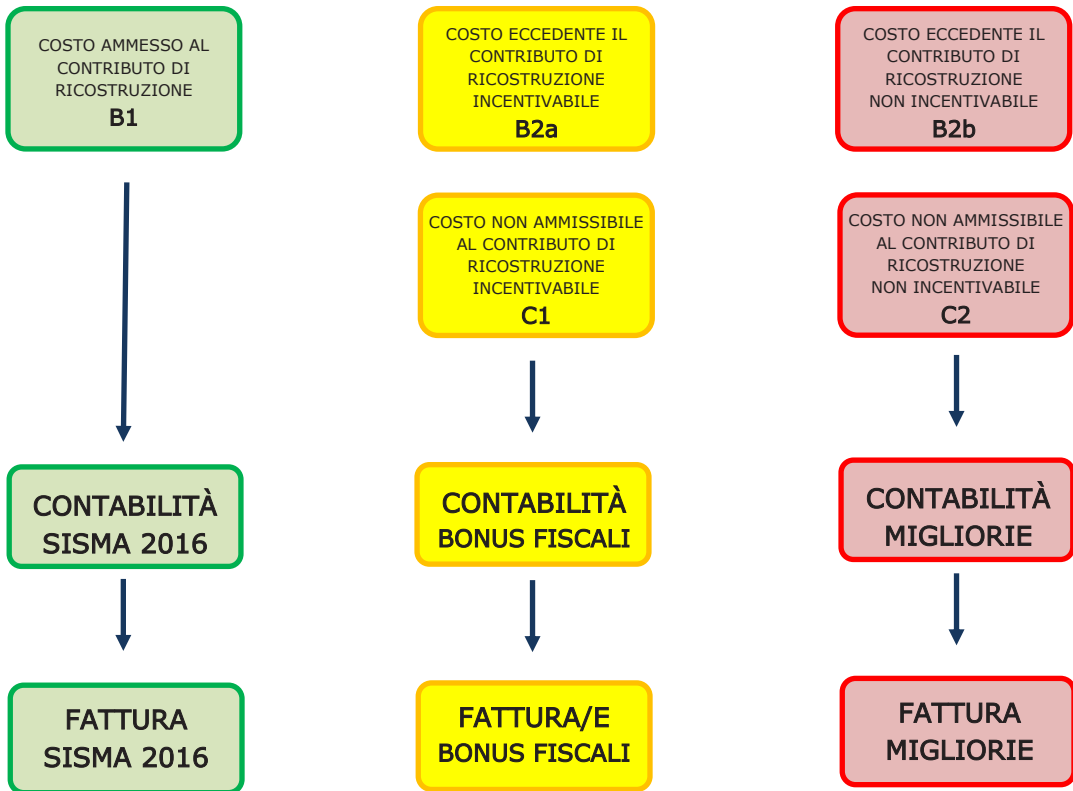 COSTO AMMESSO AL
CONTRIBUTO DI
RICOSTRUZIONE
B1
COSTO ECCEDENTE IL
CONTRIBUTO DI
RICOSTRUZIONE
INCENTIVABILE
B2a
COSTO ECCEDENTE IL
CONTRIBUTO DI
RICOSTRUZIONE
NON INCENTIVABILE
B2b
COSTO NON AMMISSIBILE
AL CONTRIBUTO DI
RICOSTRUZIONE
INCENTIVABILE
C1
COSTO NON AMMISSIBILE
AL CONTRIBUTO DI
RICOSTRUZIONE
NON INCENTIVABILE
C2
CONTABILITÀ
SISMA 2016
CONTABILITÀ
BONUS FISCALI
CONTABILITÀ
MIGLIORIE
FATTURA
SISMA 2016
FATTURA/E
BONUS FISCALI
FATTURA
MIGLIORIE